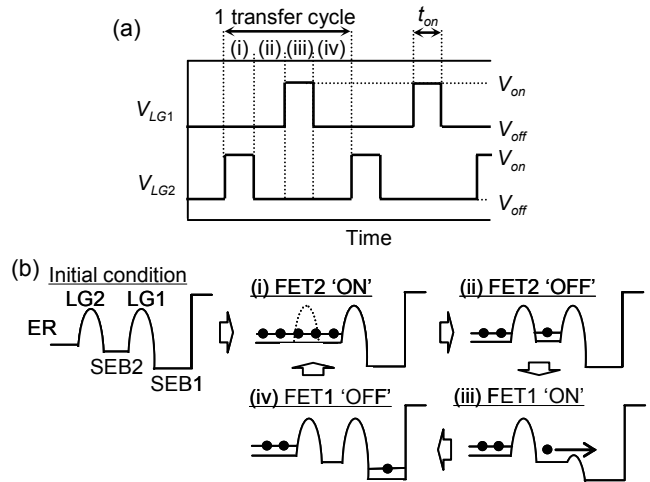 (a)
1 transfer cycle
t_on
(i) (ii) (iii) (iv)
V_LG1
V_on
V_off
V_LG2
V_on
V_off
Time
(b)
Initial condition
LG2 LG1
ER
SEB2
SEB1
(i) FET2 ‘ON’
(ii) FET2 ‘OFF’
(iv) FET1 ‘OFF’
(iii) FET1 ‘ON’